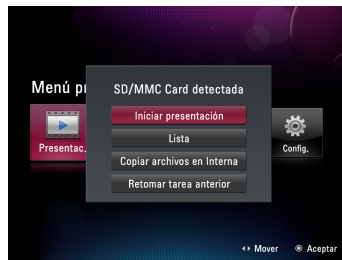 Menú pi
SD/MMC Card detectada
Iniciar presentación
Lista
Copiar archivos en Interna
Retomar tarea anterior
Presentac.
Config.
Mover
Aceptar